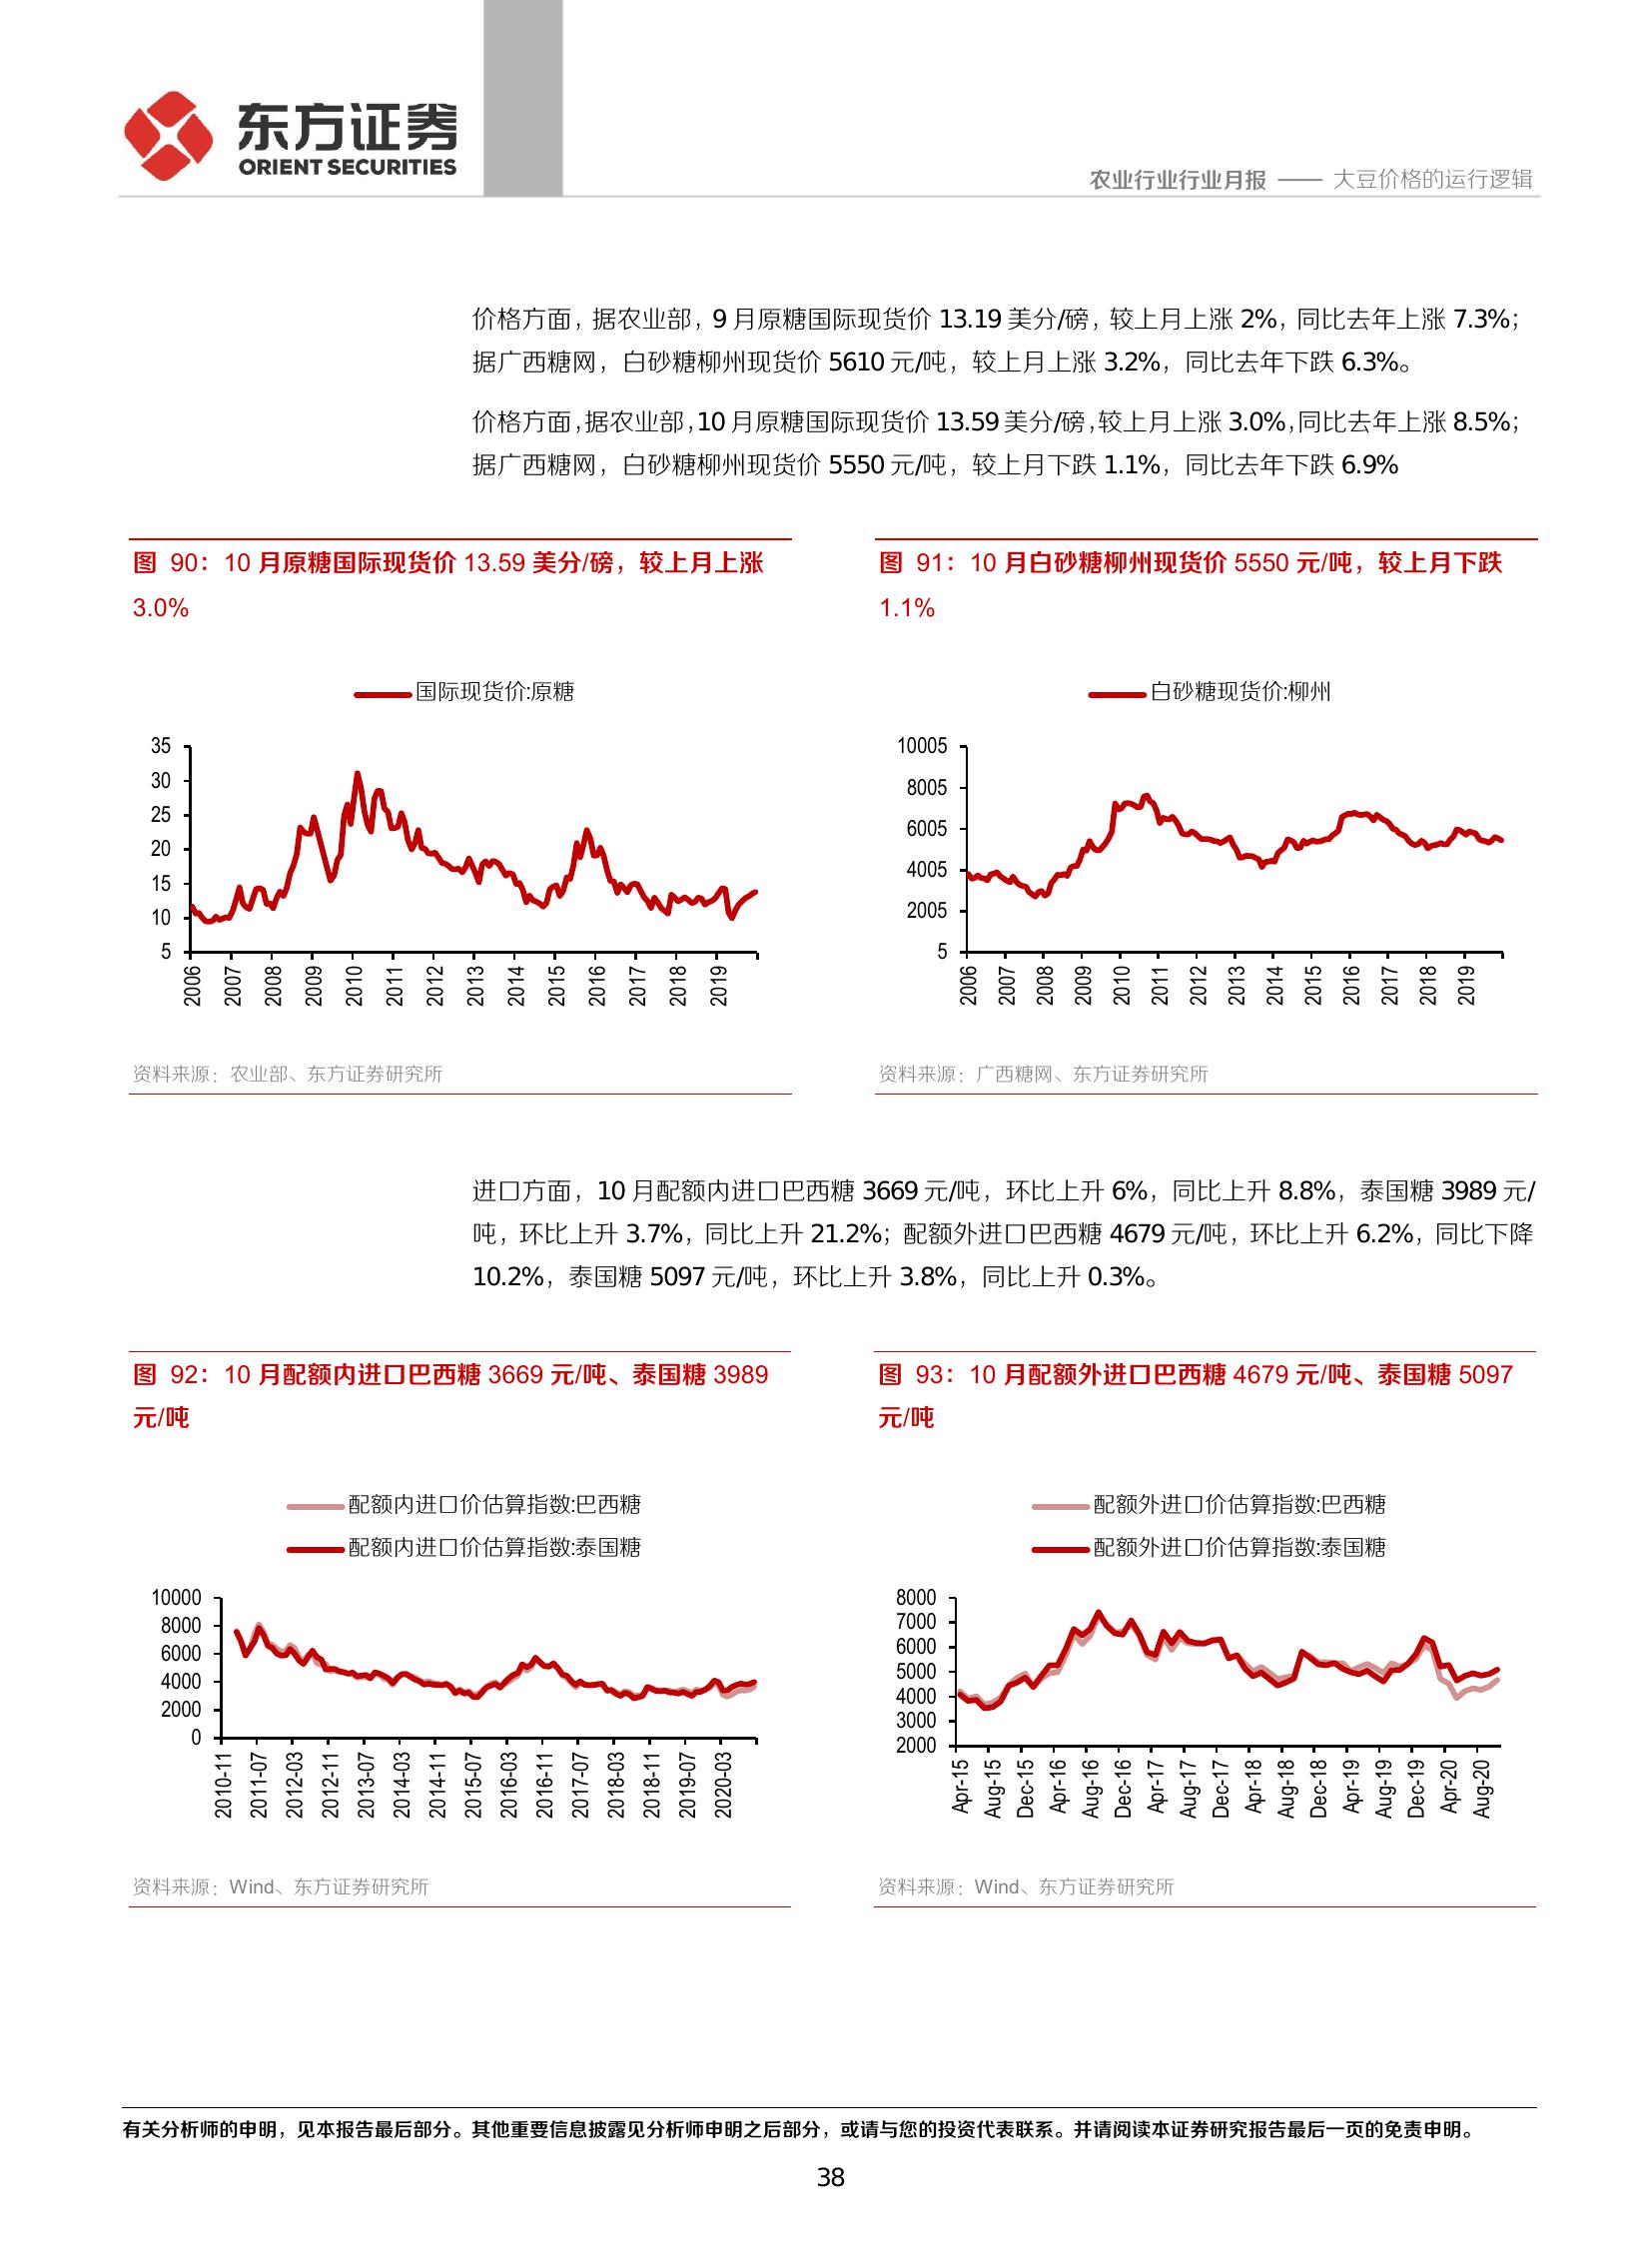 东方证券
ORIENT SECURITIES
农业行业行业月报 —— 大豆价格的运行逻辑
价格方面，据农业部，9 月原糖国际现货价 13.19 美分/磅，较上月上涨 2%，同比去年上涨 7.3%；
据广西糖网，白砂糖柳州现货价 5610 元/吨，较上月上涨 3.2%，同比去年下跌 6.3%。
价格方面，据农业部，10 月原糖国际现货价 13.59 美分/磅，较上月上涨 3.0%，同比去年上涨 8.5%；
据广西糖网，白砂糖柳州现货价 5550 元/吨，较上月下跌 1.1%，同比去年下跌 6.9%
图 90：10 月原糖国际现货价 13.59 美分/磅，较上月上涨
3.0%
国际现货价:原糖
35
30
25
20
15
10
5
2006 2007 2008 2009 2010 2011 2012 2013 2014 2015 2016 2017 2018 2019
资料来源：农业部、东方证券研究所
图 91：10 月白砂糖柳州现货价 5550 元/吨，较上月下跌
1.1%
白砂糖现货价:柳州
10005
8005
6005
4005
2005
5
2006 2007 2008 2009 2010 2011 2012 2013 2014 2015 2016 2017 2018 2019
资料来源：广西糖网、东方证券研究所
进口方面，10 月配额内进口巴西糖 3669 元/吨，环比上升 6%，同比上升 8.8%，泰国糖 3989 元/
吨，环比上升 3.7%，同比上升 21.2%；配额外进口巴西糖 4679 元/吨，环比上升 6.2%，同比下降
10.2%，泰国糖 5097 元/吨，环比上升 3.8%，同比上升 0.3%。
图 92：10 月配额内进口巴西糖 3669 元/吨、泰国糖 3989
元/吨
配额内进口价估算指数:巴西糖
配额内进口价估算指数:泰国糖
10000
8000
6000
4000
2000
0
2010-11 2011-07 2012-03 2012-11 2013-07 2014-03 2014-11 2015-07 2016-03 2016-11 2017-07 2018-03 2018-11 2019-07 2020-03
资料来源：Wind、东方证券研究所
图 93：10 月配额外进口巴西糖 4679 元/吨、泰国糖 5097
元/吨
配额外进口价估算指数:巴西糖
配额外进口价估算指数:泰国糖
8000
7000
6000
5000
4000
3000
2000
Apr-15 Aug-15 Dec-15 Apr-16 Aug-16 Dec-16 Apr-17 Aug-17 Dec-17 Apr-18 Aug-18 Dec-18 Apr-19 Aug-19 Dec-19 Apr-20 Aug-20
资料来源：Wind、东方证券研究所
有关分析师的申明，见本报告最后部分。其他重要信息披露见分析师申明之后部分，或请与您的投资代表联系。并请阅读本证券研究报告最后一页的免责申明。
38